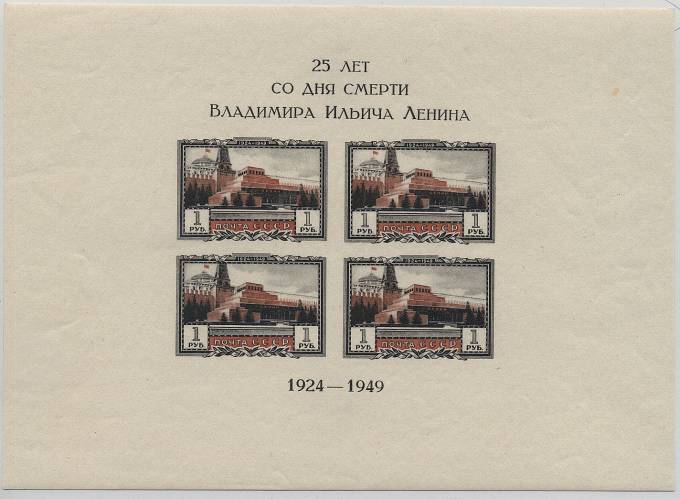 25 ЛЕТ
СО ДНЯ СМЕРТИ
ВЛАДИМИРА ИЛЬИЧА ЛЕНИНА
1924-1949 1924-1949
1 РУБ. 1 РУБ. 1 РУБ. 1 РУБ.
ПОЧТА СССР ПОЧТА СССР
1924-1949 1924-1949
1 РУБ. 1 РУБ. 1 РУБ. 1 РУБ.
ПОЧТА СССР ПОЧТА СССР
1924—1949